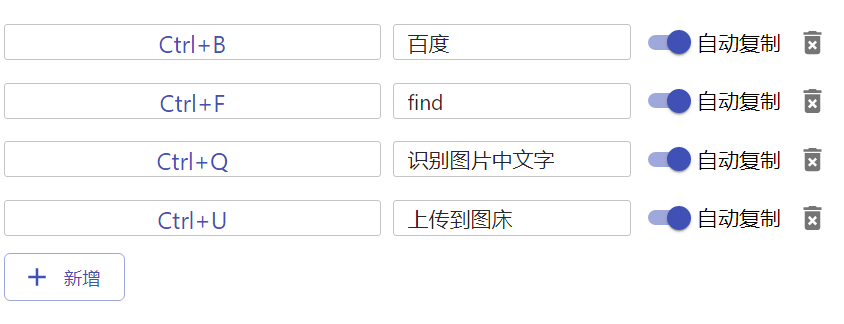 Ctrl+B 百度 自动复制
Ctrl+F find 自动复制
Ctrl+Q 识别图片中文字 自动复制
Ctrl+U 上传到图床 自动复制
+ 新增